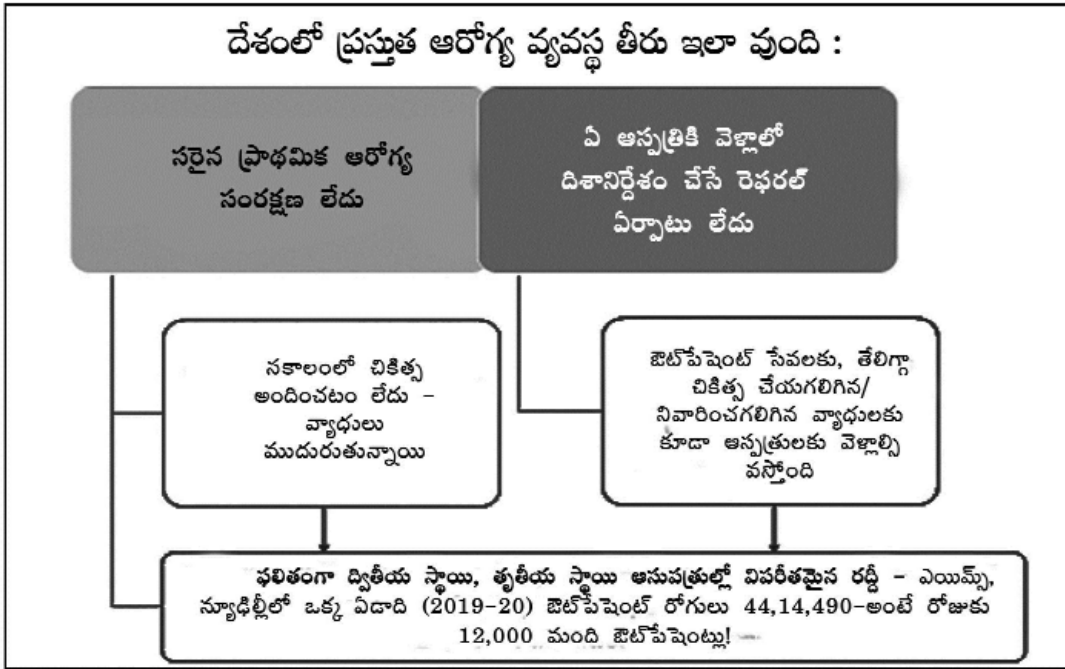 దేశంలో ప్రస్తుత ఆరోగ్య వ్యవస్థ తీరు ఇలా వుంది :
సరైన ప్రాథమిక ఆరోగ్య
సంరక్షణ లేదు
ఏ ఆస్పత్రికి వెళ్లాలో
దిశానిర్దేశం చేసే రెఫరల్
ఏర్పాటు లేదు
సకాలంలో చికిత్స
అందించటం లేదు –
వ్యాధులు
ముదురుతున్నాయి
ఔట్‌పేషెంట్ సేవలకు, తేలిగ్గా
చికిత్స చేయగలిగిన/
నివారించగలిగిన వ్యాధులకు
కూడా ఆస్పత్రులకు వెళ్లాల్సి
వస్తోంది
ఫలితంగా ద్వితీయ స్థాయి, తృతీయ స్థాయి ఆసుపత్రుల్లో విపరీతమైన రద్దీ – ఎయిమ్స్,
న్యూఢిల్లీలో ఒక్క ఏడాది (2019-20) ఔట్‌పేషెంట్ రోగులు 44,14,490-అంటే రోజుకు
12,000 మంది ఔట్‌పేషెంట్లు!